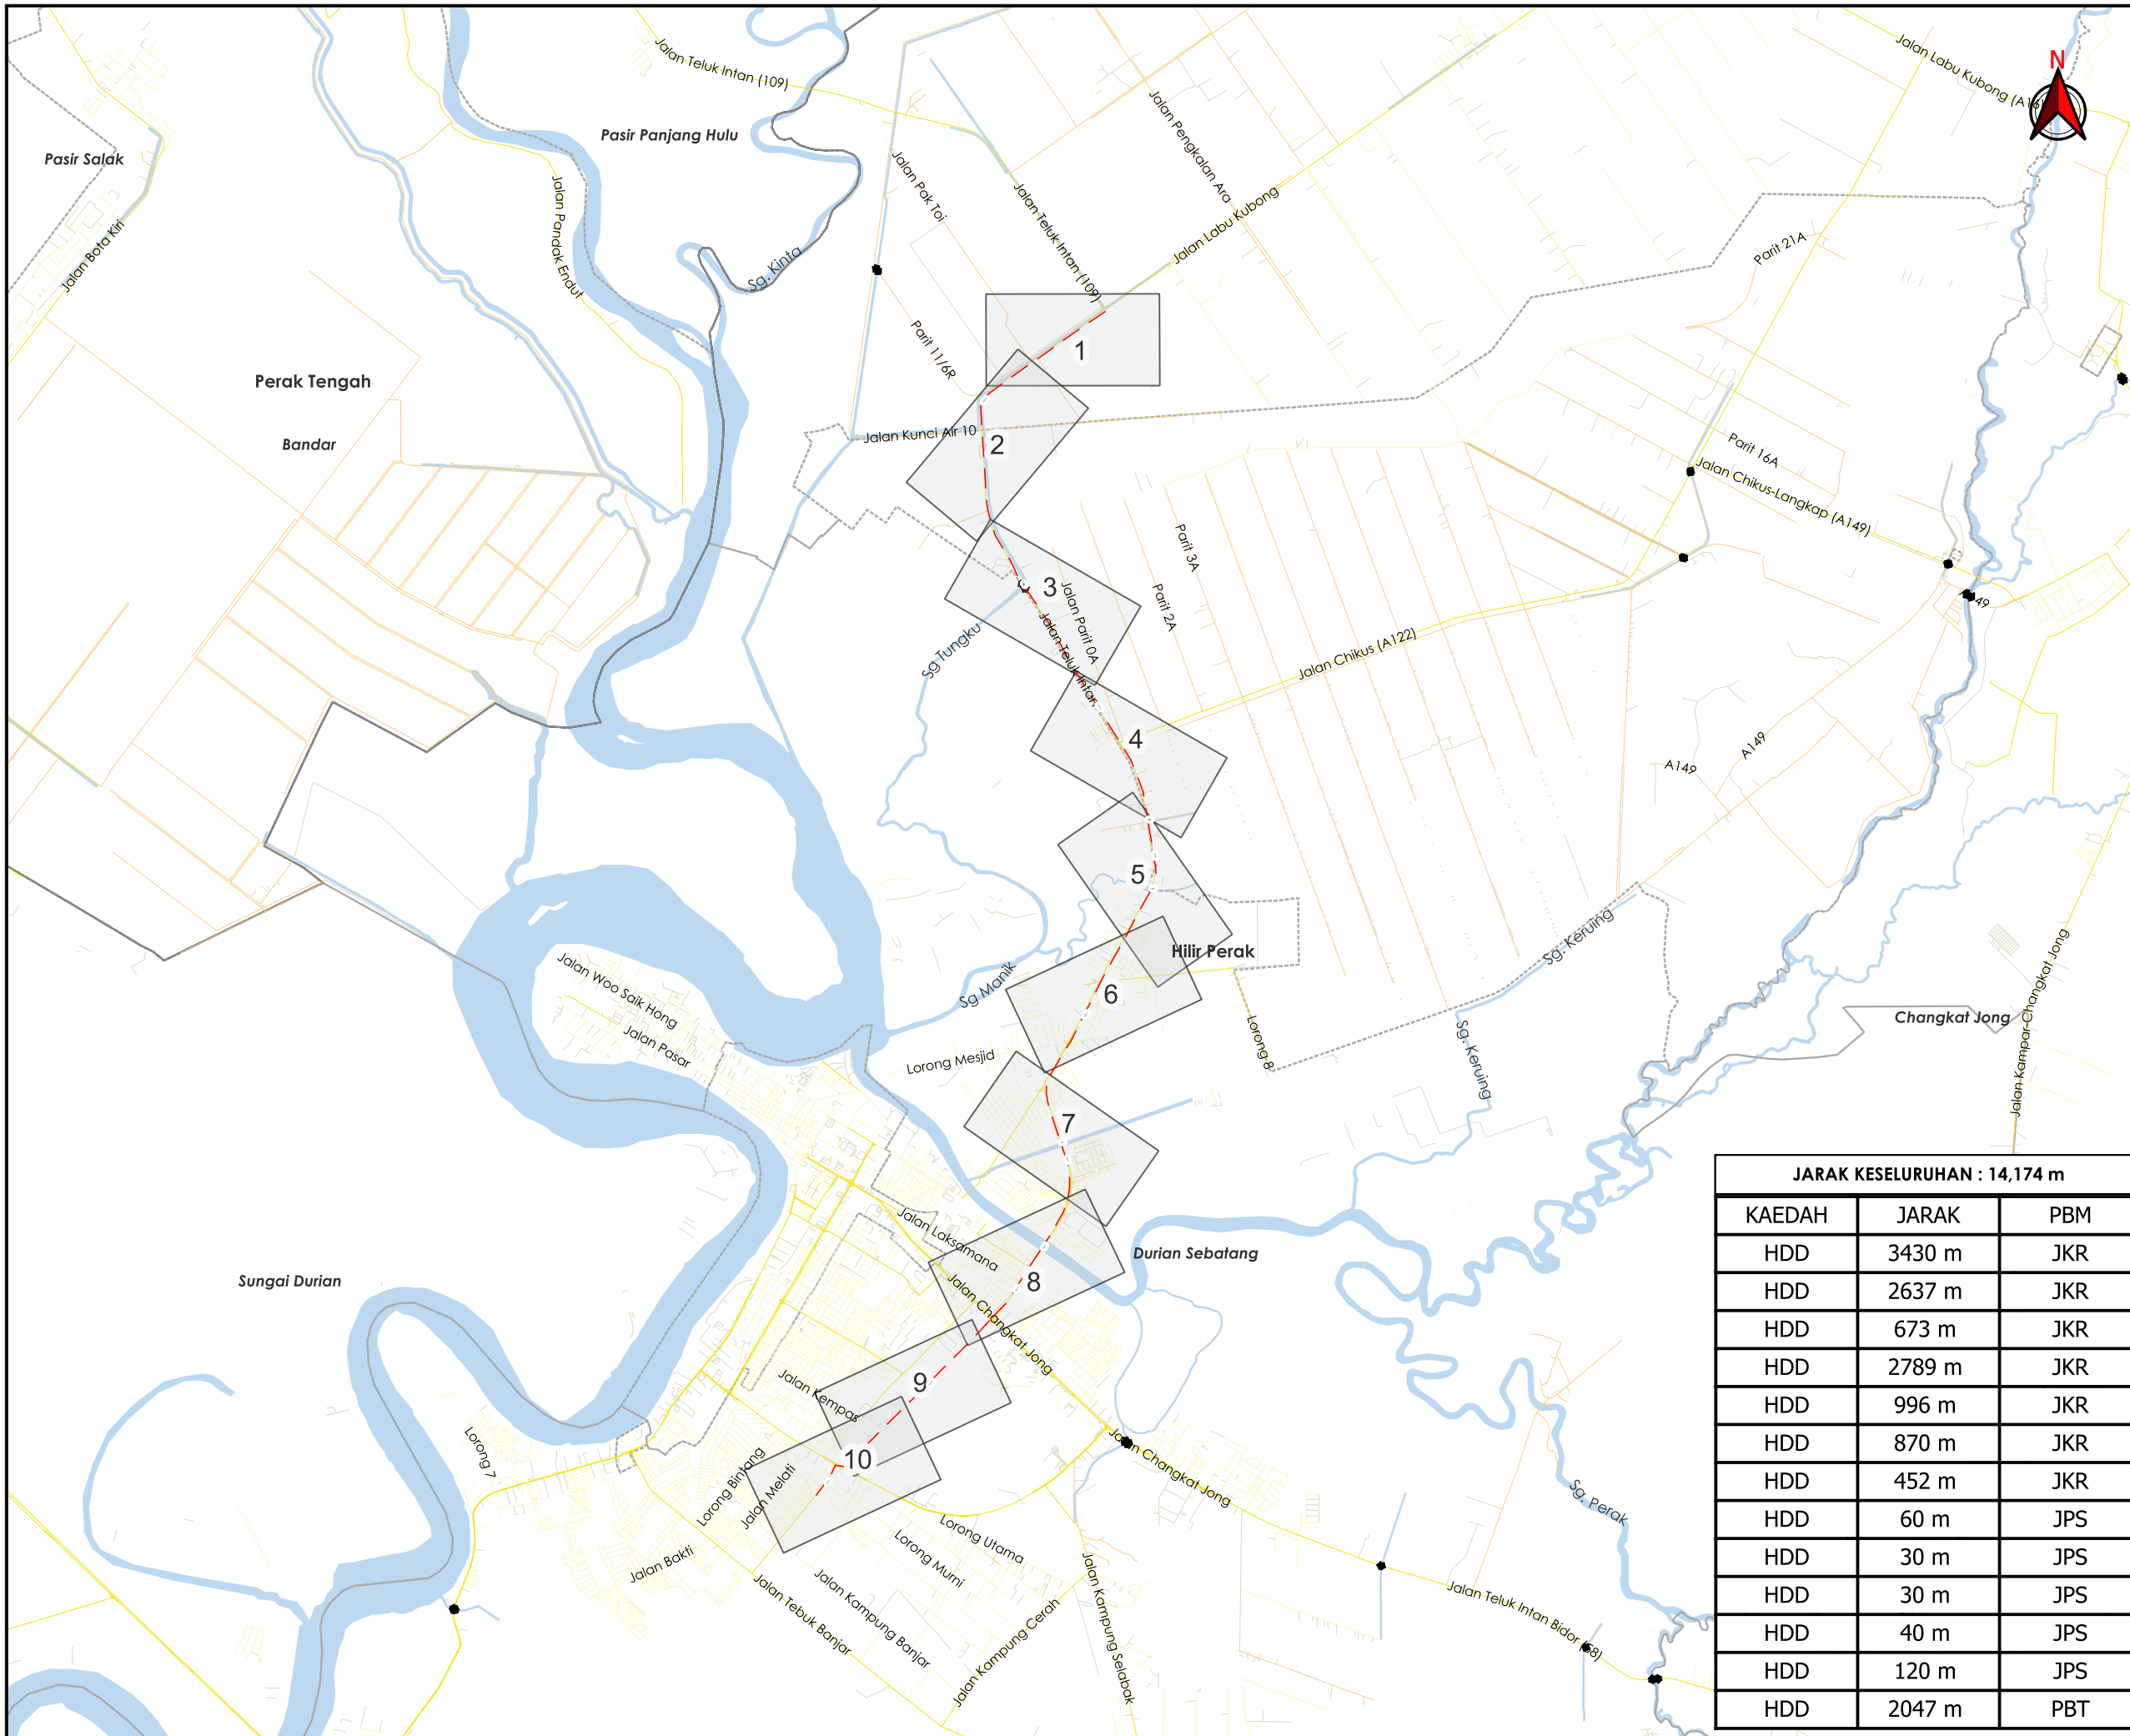 Jalan Teluk Intan (109)
Jalan Labu Kubong (A16)
N
Pasir Salak
Pasir Panjang Hulu
Jalan Pengkalan Ara
Jalan Pak Toi
Jalan Bota Kiri
Jalan Pandak Endut
Jalan Teluk Intan (109)
Jalan Labu Kubong
Sg. Kinta
Parit 21A
Parit 11/6R
1
Perak Tengah
Bandar
Jalan Kunci Air 10
2
Parit 16A
Jalan Chikus-Langkap (A149)
Parit 3A
Parit 2A
3
Jalan Parit 0A
Jalan Teluk Intan
Sg Tungku
Jalan Chikus (A122)
4
A149
A149
5
Hilir Perak
Sg. Keruing
Jalan Woo Saik Hong
Jalan Pasar
Sg Manik
6
Lorong 8
Sg. Keruing
Changkat Jong
Jalan Kampar-Changkat Jong
Lorong Mesjid
7
Jalan Laksamana
Durian Sebatang
Sungai Durian
8
Jalan Changkat Jong
9
Jalan Kempas
10
Lorong 7
Lorong Bintang
Jalan Melati
Jalan Changkat Jong
Sg. Perak
Lorong Utama
Lorong Murni
Jalan Bakti
Jalan Tebuk Banjar
Jalan Kampung Banjar
Jalan Kampung Cerah
Jalan Kampung Selabak
Jalan Teluk Intan Bidor (58)
JARAK KESELURUHAN : 14,174 m
KAEDAH JARAK PBM
HDD 3430 m JKR
HDD 2637 m JKR
HDD 673 m JKR
HDD 2789 m JKR
HDD 996 m JKR
HDD 870 m JKR
HDD 452 m JKR
HDD 60 m JPS
HDD 30 m JPS
HDD 30 m JPS
HDD 40 m JPS
HDD 120 m JPS
HDD 2047 m PBT